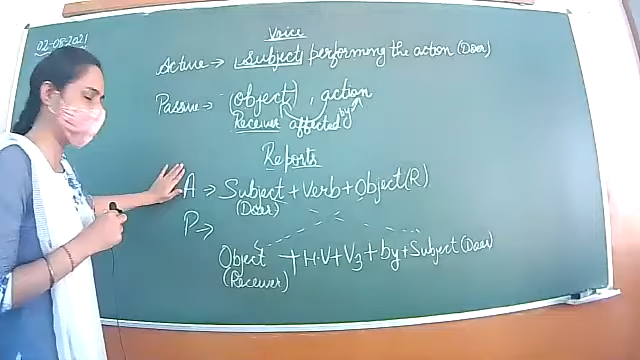 02-08-2021
Voice
Active → Subject performing the action (Doer)
Passive → (object), action
Receiver affected by
Reports
A → Subject + Verb + Object (R)
(Doer)
P →
Object + H.V + V3 + by + Subject (Doer)
(Receiver)